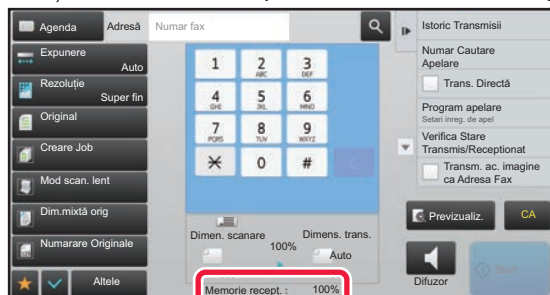 Agenda
Adresă
Numar fax
Istoric Transmisii
Expunere
Auto
Rezoluție
Super fin
Original
Creare Job
Mod scan. lent
Dim.mixtă orig
Numarare Originale
Altele
1
2
ABC
3
DEF
4
GHI
5
JKL
6
MNO
7
PQRS
8
TUV
9
WXYZ
0
#
Dimen. scanare
100%
Dimens. trans.
Auto
Memorie recept. :
100%
Numar Cautare
Apelare
Trans. Directă
Program apelare
Setari inreg. de apel
Verifica Stare
Transmis/Receptionat
Transm. ac. imagine
ca Adresa Fax
Previzualiz.
CA
Difuzor
Start